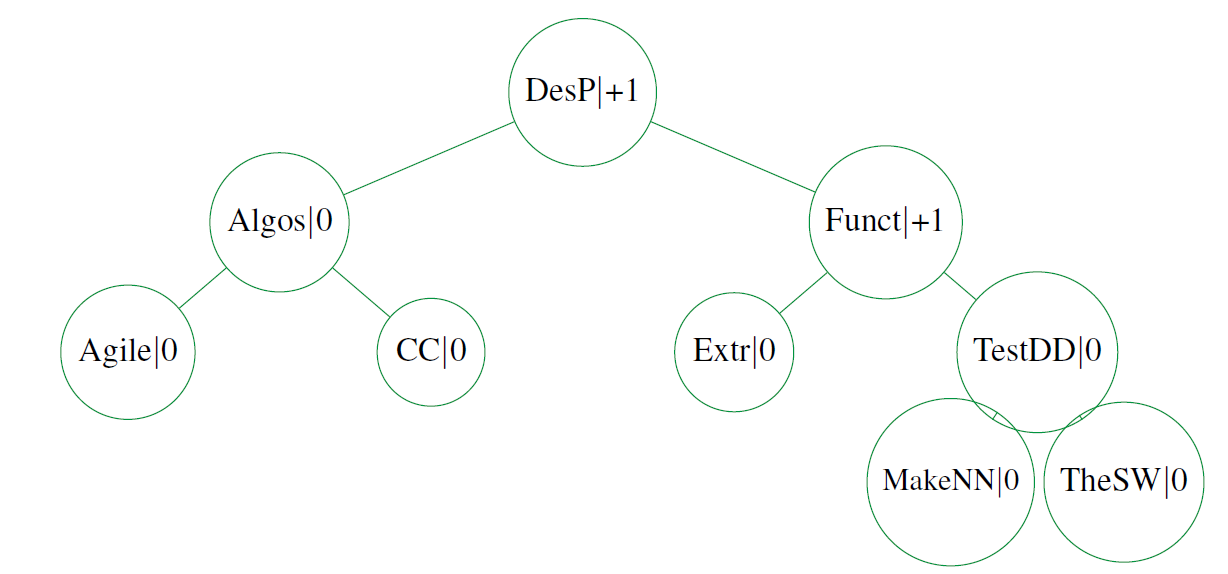 DesP|+1
Algos|0
Funct|+1
Agile|0
CC|0
Extr|0
TestDD|0
MakeNN|0
TheSW|0